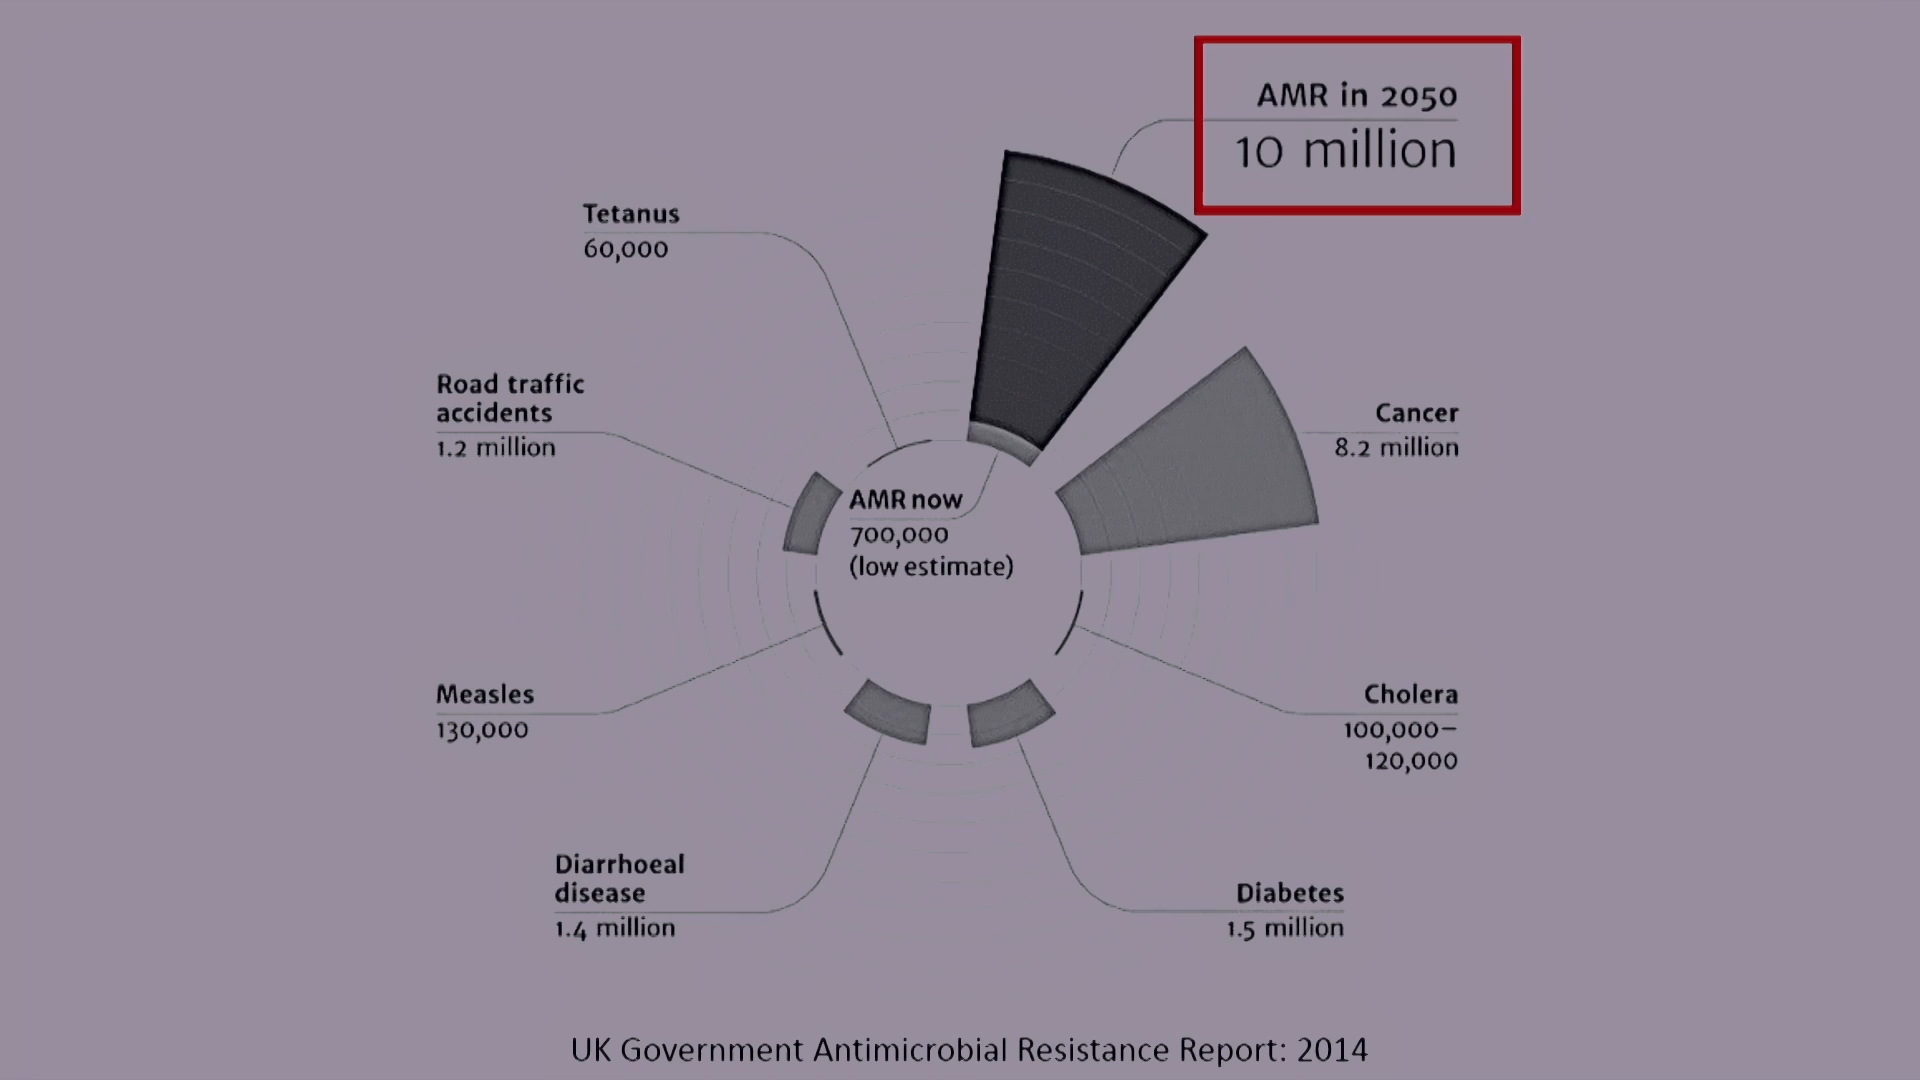 AMR in 2050
10 million
Tetanus
60,000
Road traffic
accidents
1.2 million
Cancer
8.2 million
AMR now
700,000
(low estimate)
Measles
130,000
Cholera
100,000–
120,000
Diarrhoeal
disease
1.4 million
Diabetes
1.5 million
UK Government Antimicrobial Resistance Report: 2014